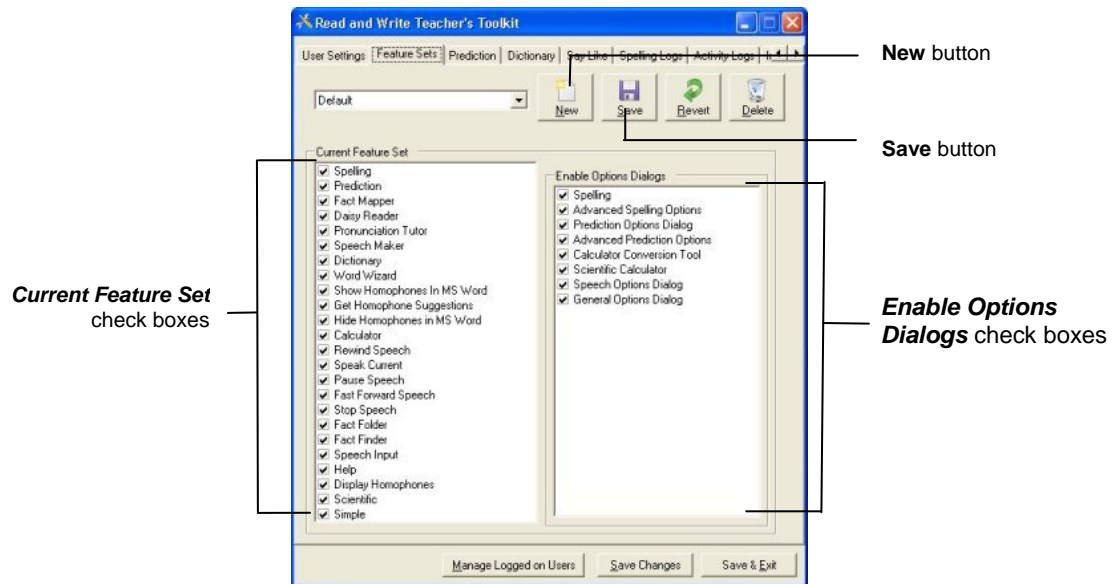 Read and Write Teacher's Toolkit
User Settings Feature Sets Prediction Dictionary Say Like Spelling Logs Activity Logs
New button
Default
New Save Revert Delete
Save button
Current Feature Set
Spelling
Prediction
Fact Mapper
Daisy Reader
Pronunciation Tutor
Speech Maker
Dictionary
Word Wizard
Show Homophones In MS Word
Get Homophone Suggestions
Hide Homophones in MS Word
Calculator
Rewind Speech
Speak Current
Pause Speech
Fast Forward Speech
Stop Speech
Fact Folder
Fact Finder
Speech Input
Help
Display Homophones
Scientific
Simple
Enable Options Dialogs
Spelling
Advanced Spelling Options
Prediction Options Dialog
Advanced Prediction Options
Calculator Conversion Tool
Scientific Calculator
Speech Options Dialog
General Options Dialog
Current Feature Set
check boxes
Enable Options
Dialogs check boxes
Manage Logged on Users Save Changes Save & Exit